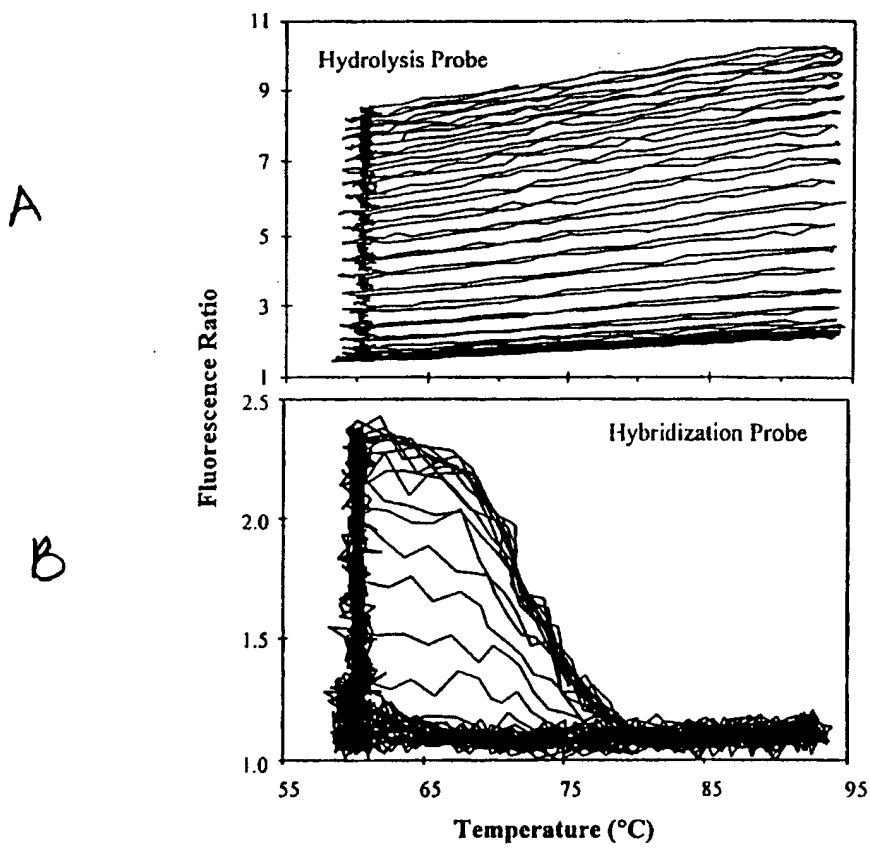 11
Hydrolysis Probe
9
7
A
5
3
1
Fluorescence Ratio
2.5
Hybridization Probe
2.0
B
1.5
1.0
55
65
75
85
95
Temperature (°C)